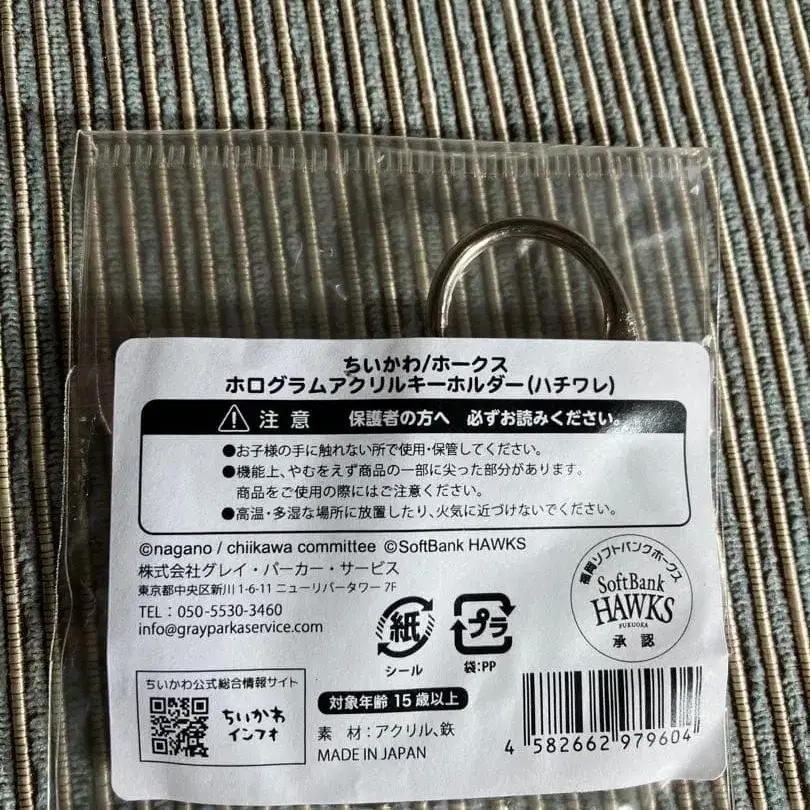 ちいかわ/ホークス
ホログラムアクリルキーホルダー(ハチワレ)
注 意 保護者の方へ 必ずお読みください。
●お子様の手に触れない所で使用・保管してください。
●機能上、やむをえず商品の一部に尖った部分があります。
商品をご使用の際にはご注意ください。
●高温・多湿な場所に放置したり、火気に近づけないでください。
©nagano / chiikawa committee ©SoftBank HAWKS
株式会社グレイ・パーカー・サービス
東京都中央区新川1-6-11 ニューリバータワー 7F
TEL:050-5530-3460
info@grayparkaservice.com
紙
シール
プラ
袋:PP
福岡ソフトバンクホークス
SoftBank
HAWKS
FUKUOKA
承認
ちいかわ公式総合情報サイト
ちいかわ
インフォ
対象年齢 15歳以上
素 材:アクリル、鉄
MADE IN JAPAN
4 582662 979604